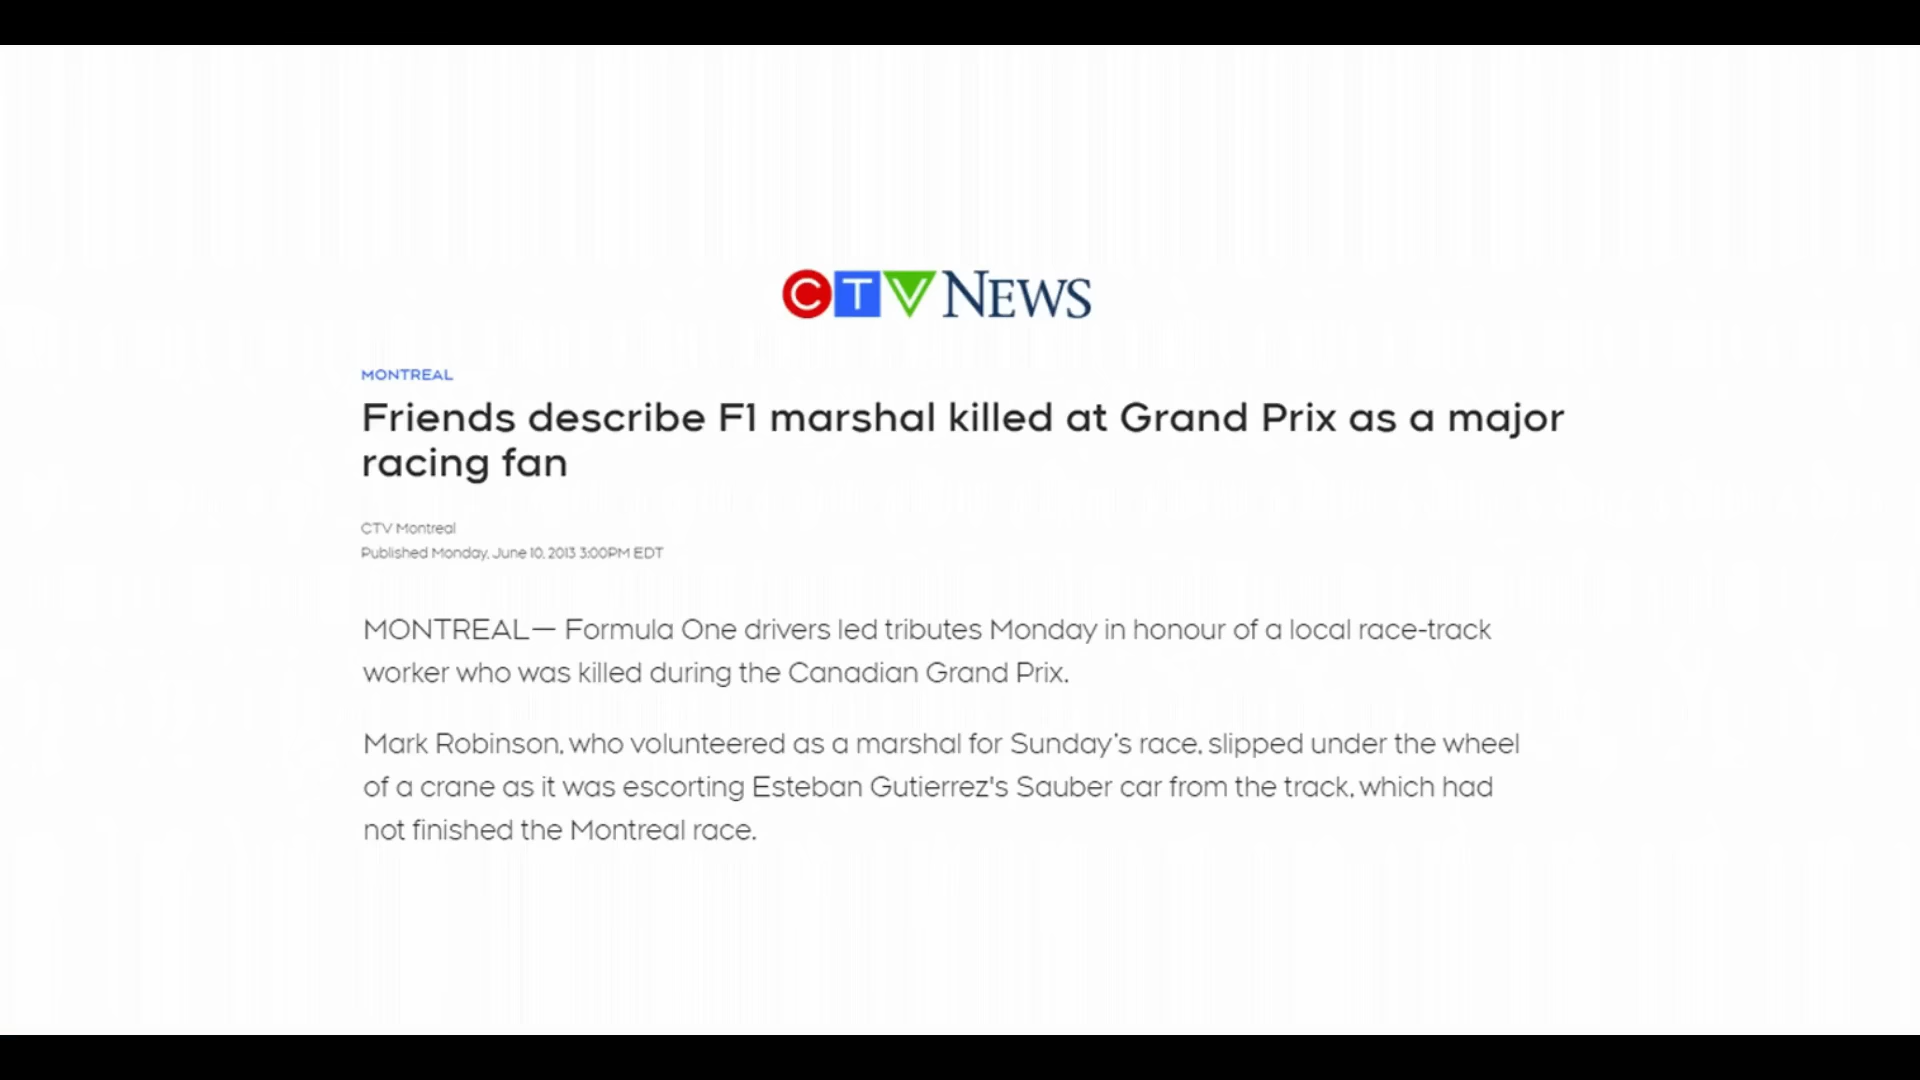 CTV NEWS
MONTREAL
Friends describe F1 marshal killed at Grand Prix as a major
racing fan
CTV Montreal
Published Monday, June 10, 2013 3:00PM EDT
MONTREAL— Formula One drivers led tributes Monday in honour of a local race-track
worker who was killed during the Canadian Grand Prix.
Mark Robinson, who volunteered as a marshal for Sunday's race, slipped under the wheel
of a crane as it was escorting Esteban Gutierrez's Sauber car from the track, which had
not finished the Montreal race.